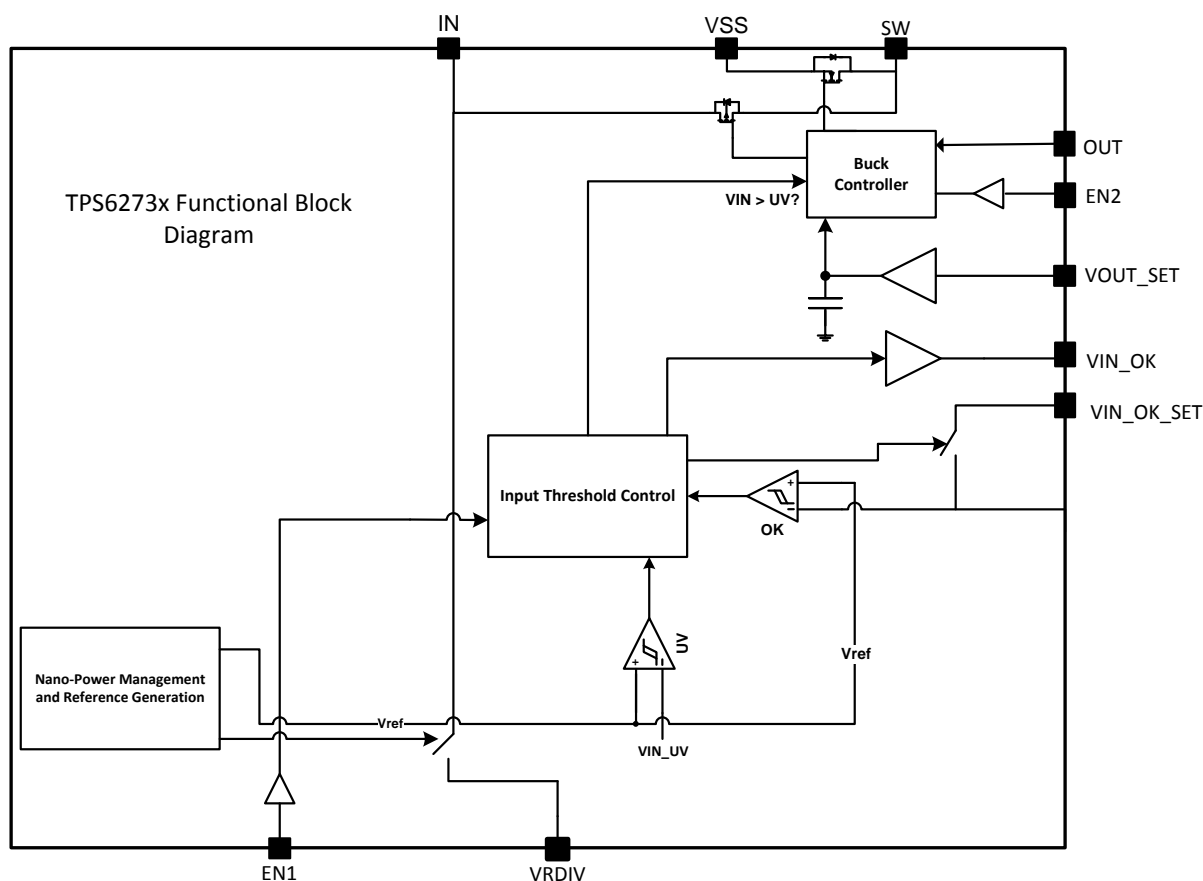 IN
VSS
SW
OUT
Buck
Controller
EN2
VIN > UV?
TPS6273x Functional Block
Diagram
VOUT_SET
VIN_OK
VIN_OK_SET
Input Threshold Control
+
−
OK
UV
+
−
Vref
Nano-Power Management
and Reference Generation
Vref
VIN_UV
EN1
VRDIV